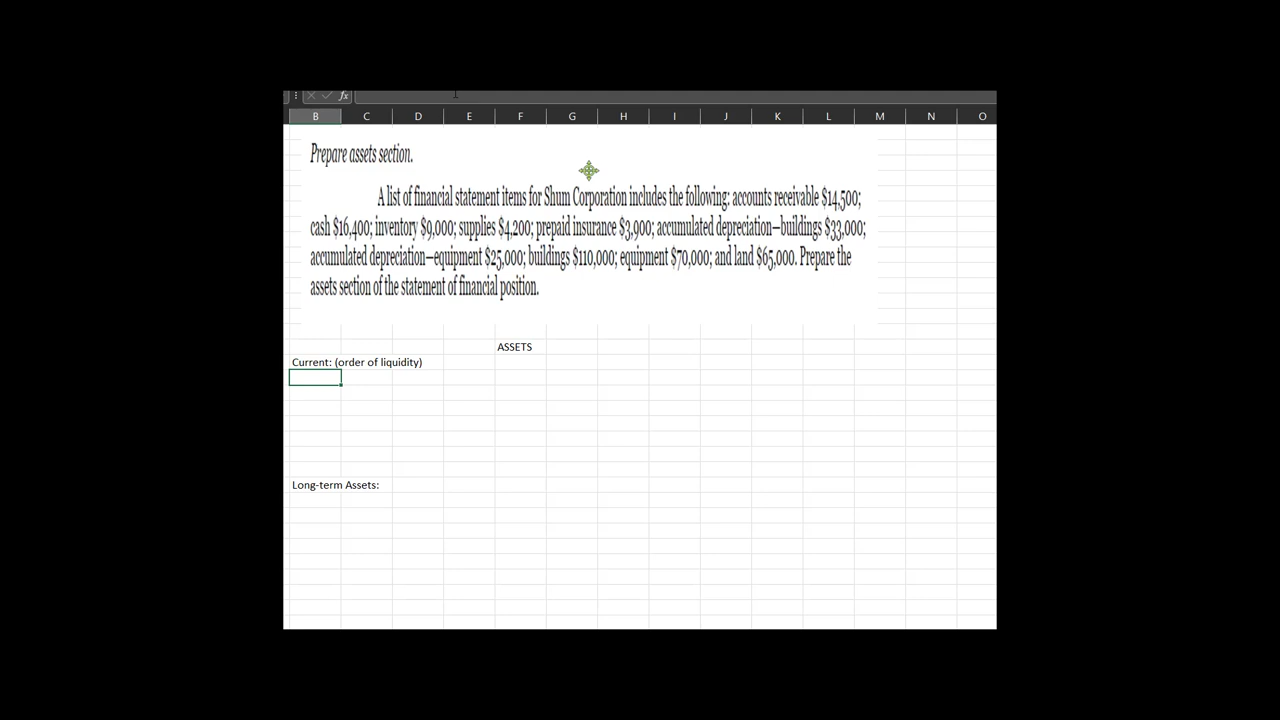 fx
B C D E F G H I J K L M N O
Prepare assets section.
A list of financial statement items for Shum Corporation includes the following: accounts receivable $14,500;
cash $16,400; inventory $9,000; supplies $4,200; prepaid insurance $3,900; accumulated depreciation—buildings $33,000;
accumulated depreciation—equipment $25,000; buildings $110,000; equipment $70,000; and land $65,000. Prepare the
assets section of the statement of financial position.
ASSETS
Current: (order of liquidity)
Long-term Assets: